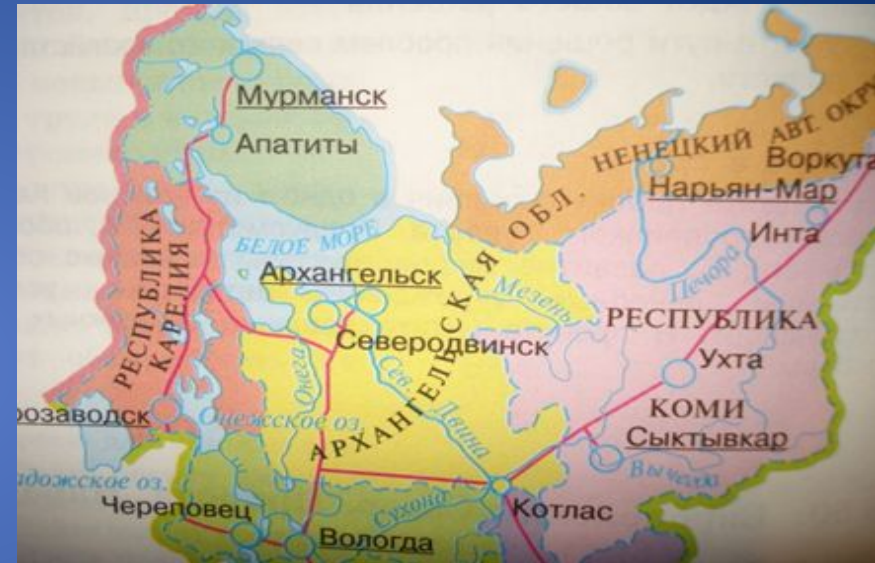 Мурманск
Апатиты
НЕНЕЦКИЙ АВТ. ОКРУ
Воркута
Нарьян-Мар
Инта
БЕЛОЕ МОРЕ
Архангельск
Мезень
Печора
РЕСПУБЛИКА
КАРЕЛИЯ
Северодвинск
РЕСПУБЛИКА
КОМИ
Ухта
АРХАНГЕЛЬСКАЯ ОБЛ.
Онега
Сев. Двина
розаводск
Онежское оз.
Сыктывкар
Вычегда
адожское оз.
Череповец
Сухона
Котлас
Вологда